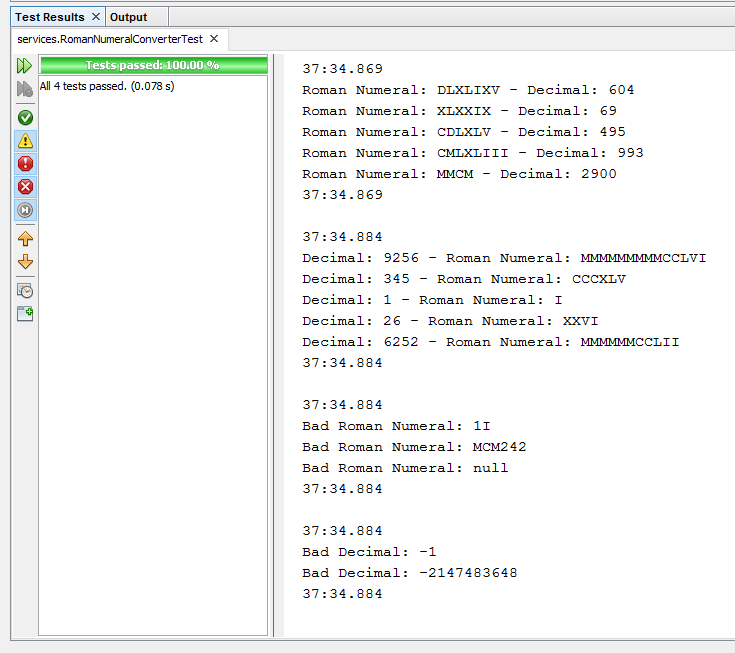 Test Results
Output
services.RomanNumeralConverterTest
Tests passed: 100.00 %
All 4 tests passed. (0.078 s)
37:34.869
Roman Numeral: DLXLIXV - Decimal: 604
Roman Numeral: XLXXIX - Decimal: 69
Roman Numeral: CDLXLV - Decimal: 495
Roman Numeral: CMLXLIII - Decimal: 993
Roman Numeral: MMCM - Decimal: 2900
37:34.869
37:34.884
Decimal: 9256 - Roman Numeral: MMMMMMMMMCCLVI
Decimal: 345 - Roman Numeral: CCCXLV
Decimal: 1 - Roman Numeral: I
Decimal: 26 - Roman Numeral: XXVI
Decimal: 6252 - Roman Numeral: MMMMMMCCLII
37:34.884
37:34.884
Bad Roman Numeral: 1I
Bad Roman Numeral: MCM242
Bad Roman Numeral: null
37:34.884
37:34.884
Bad Decimal: -1
Bad Decimal: -2147483648
37:34.884